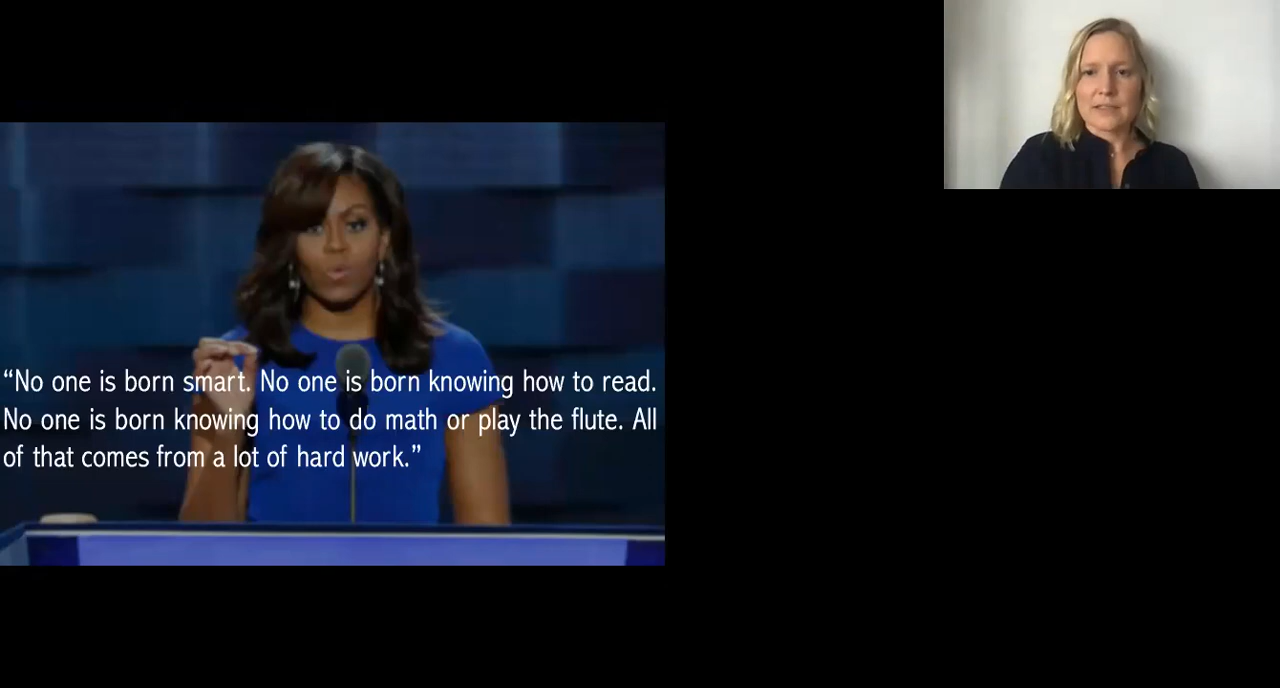 “No one is born smart. No one is born knowing how to read.
No one is born knowing how to do math or play the flute. All
of that comes from a lot of hard work.”